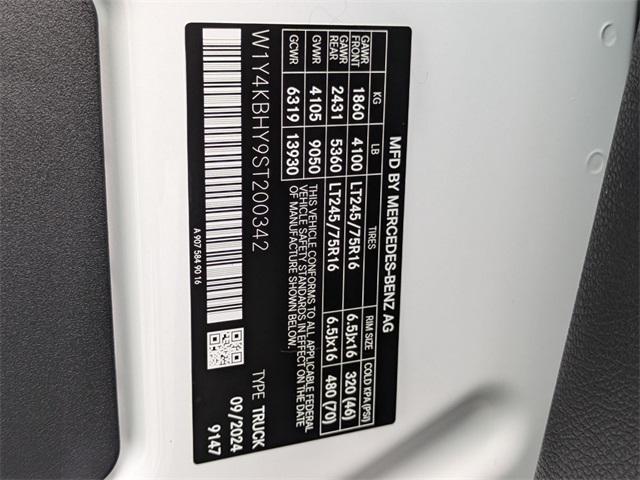 MFD BY MERCEDES-BENZ AG
KG LB TIRES RIM SIZE COLD KPA (PSI)
GAWR FRONT 1860 4100 LT245/75R16 6.5Jx16 320 (46)
GAWR REAR 2431 5360 LT245/75R16 6.5Jx16 480 (70)
GVWR 4105 9050
GCWR 6319 13930
THIS VEHICLE CONFORMS TO ALL APPLICABLE FEDERAL
VEHICLE SAFETY STANDARDS IN EFFECT ON THE DATE
OF MANUFACTURE SHOWN BELOW.
W1Y4KBHY9ST200342
TYPE TRUCK
09/2024
9147
A 907 584 90 16